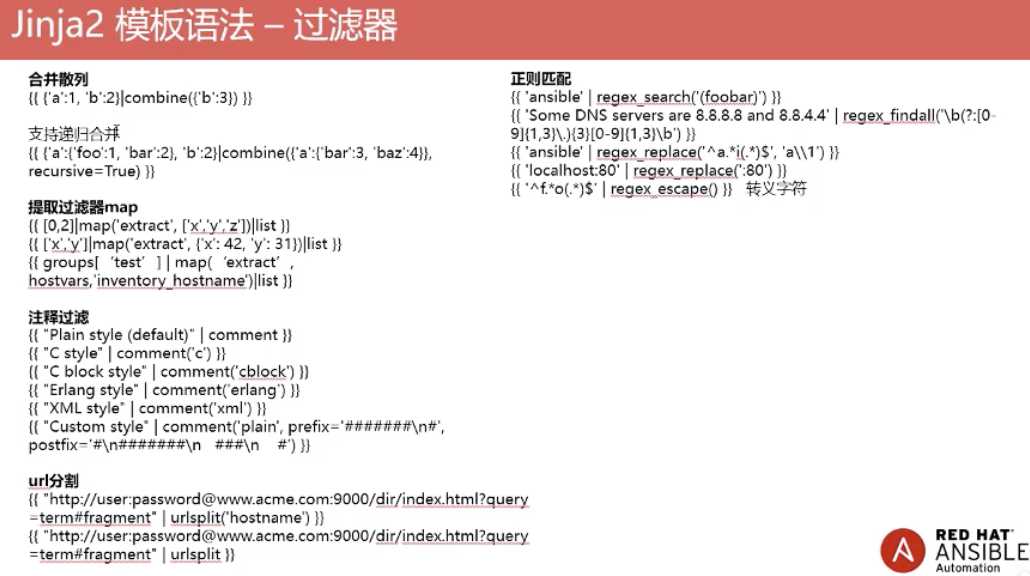 Jinja2 模板语法 – 过滤器
合并散列
{{ {'a':1, 'b':2}|combine({'b':3}) }}
支持递归合并
{{ {'a':{'foo':1, 'bar':2}, 'b':2}|combine({'a':{'bar':3, 'baz':4}},
recursive=True) }}
提取过滤器map
{{ [0,2]|map('extract', ['x','y','z'])|list }}
{{ ['x','y']|map('extract', {'x': 42, 'y': 31})|list }}
{{ groups[ ‘test’ ] | map( ‘extract’ ,
hostvars,'inventory_hostname')|list }}
注释过滤
{{ "Plain style (default)" | comment }}
{{ "C style" | comment('c') }}
{{ "C block style" | comment('cblock') }}
{{ "Erlang style" | comment('erlang') }}
{{ "XML style" | comment('xml') }}
{{ "Custom style" | comment('plain', prefix='#######\n#',
postfix='#\n#######\n   ###\n    #') }}
url分割
{{ "http://user:password@www.acme.com:9000/dir/index.html?query
=term#fragment" | urlsplit('hostname') }}
{{ "http://user:password@www.acme.com:9000/dir/index.html?query
=term#fragment" | urlsplit }}
正则匹配
{{ 'ansible' | regex_search('(foobar)') }}
{{ 'Some DNS servers are 8.8.8.8 and 8.8.4.4' | regex_findall('\b(?:[0-
9]{1,3}\.){3}[0-9]{1,3}\b') }}
{{ 'ansible' | regex_replace('^a.*i(.*)$', 'a\\1') }}
{{ 'localhost:80' | regex_replace(':80') }}
{{ '^f.*o(.*)$' | regex_escape() }}   转义字符
RED HAT®
ANSIBLE
Automation